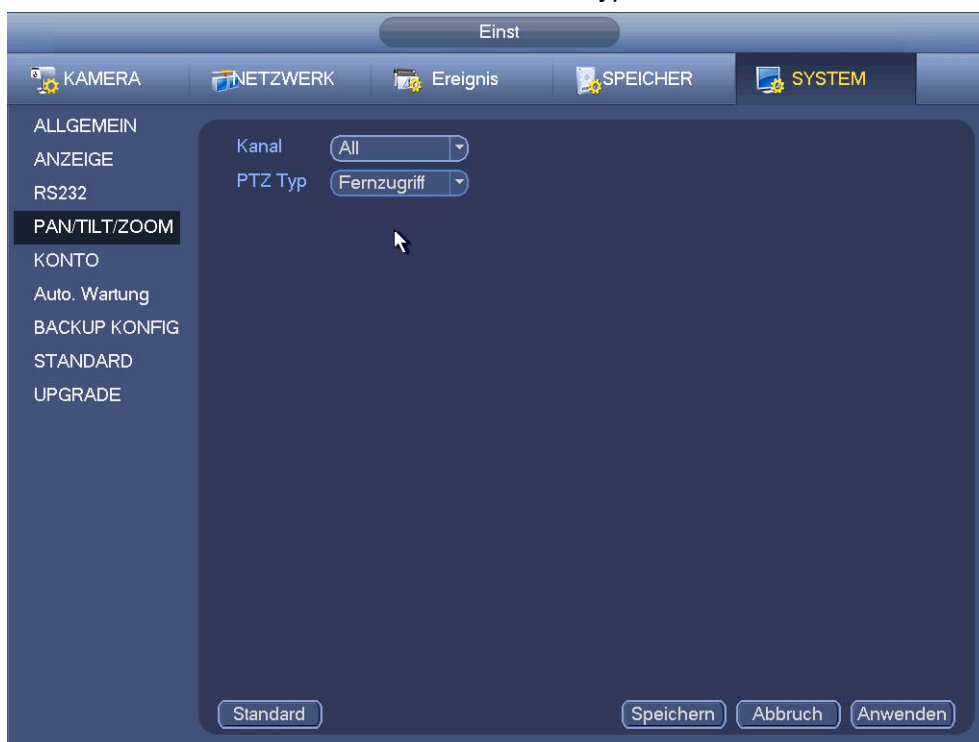 Einst
KAMERA NETZWERK Ereignis SPEICHER SYSTEM
ALLGEMEIN
ANZEIGE
RS232
PAN/TILT/ZOOM
KONTO
Auto. Wartung
BACKUP KONFIG
STANDARD
UPGRADE
Kanal All
PTZ Typ Fernzugriff
Standard Speichern Abbruch Anwenden